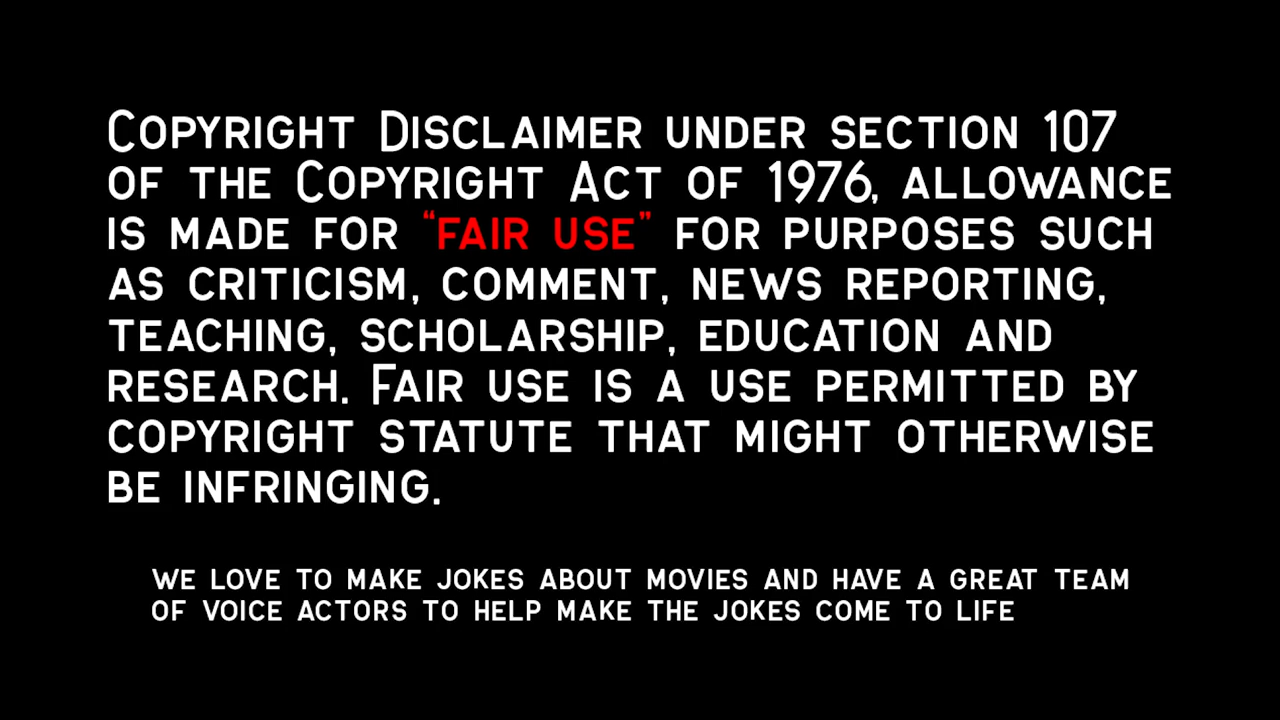 Copyright Disclaimer under section 107
of the Copyright Act of 1976, allowance
is made for “fair use” for purposes such
as criticism, comment, news reporting,
teaching, scholarship, education and
research. Fair use is a use permitted by
copyright statute that might otherwise
be infringing.
we love to make jokes about movies and have a great team
of voice actors to help make the jokes come to life